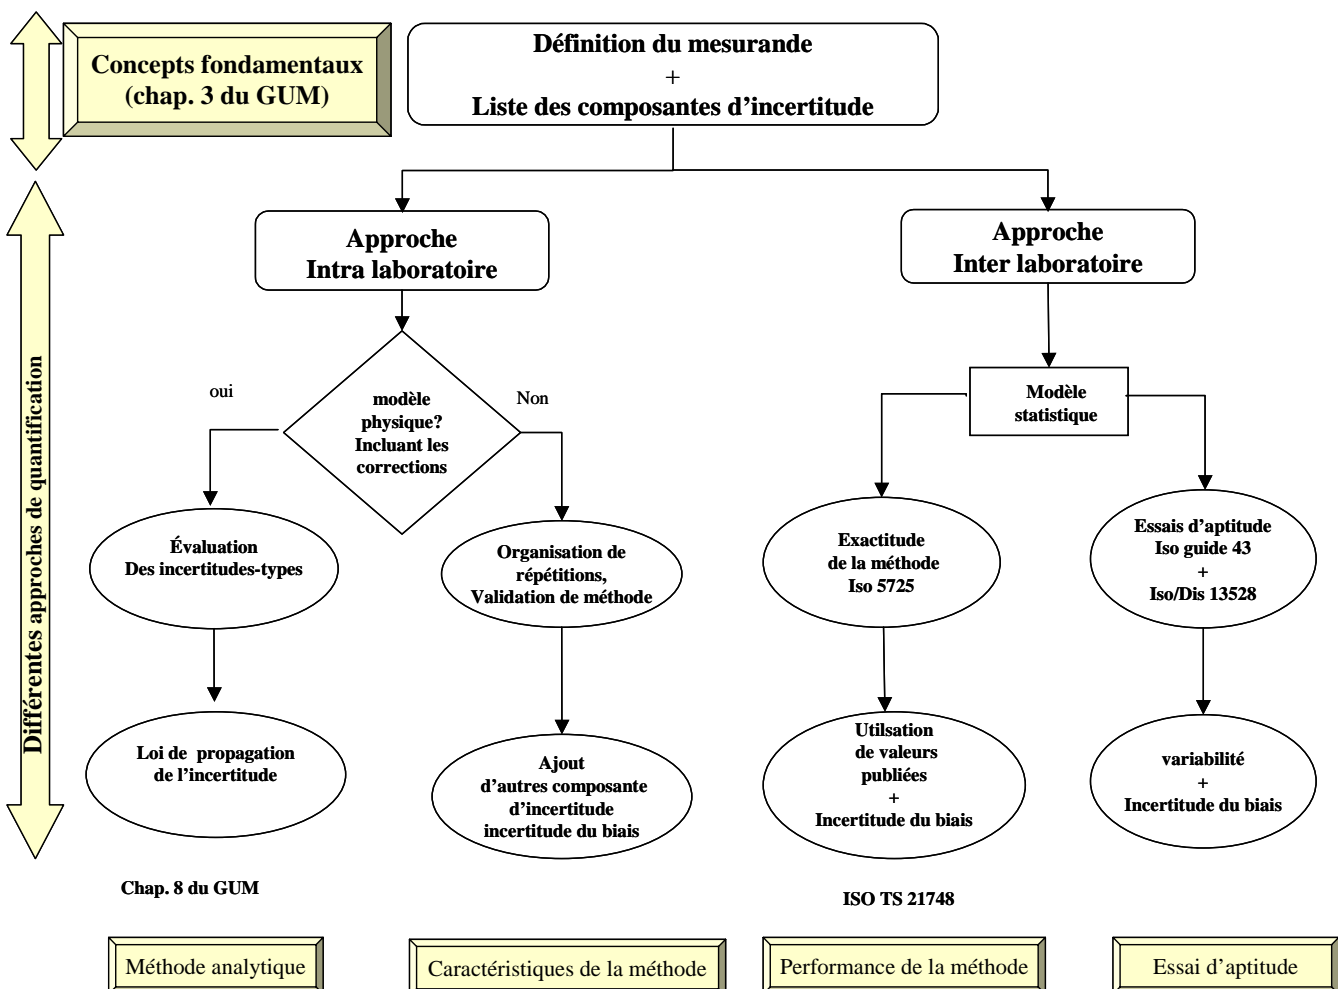 Concepts fondamentaux
(chap. 3 du GUM)
Définition du mesurande
+
Liste des composantes d’incertitude
Différentes approches de quantification
Approche
Intra laboratoire
Approche
Inter laboratoire
oui
modèle
physique?
Incluant les
corrections
Non
Modèle
statistique
Évaluation
Des incertitudes-types
Organisation de
répétitions,
Validation de méthode
Exactitude
de la méthode
Iso 5725
Essais d’aptitude
Iso guide 43
+
Iso/Dis 13528
Loi de propagation
de l’incertitude
Ajout
d’autres composante
d’incertitude
incertitude du biais
Utilsation
de valeurs
publiées
+
Incertitude du biais
variabilité
+
Incertitude du biais
Chap. 8 du GUM
ISO TS 21748
Méthode analytique
Caractéristiques de la méthode
Performance de la méthode
Essai d’aptitude